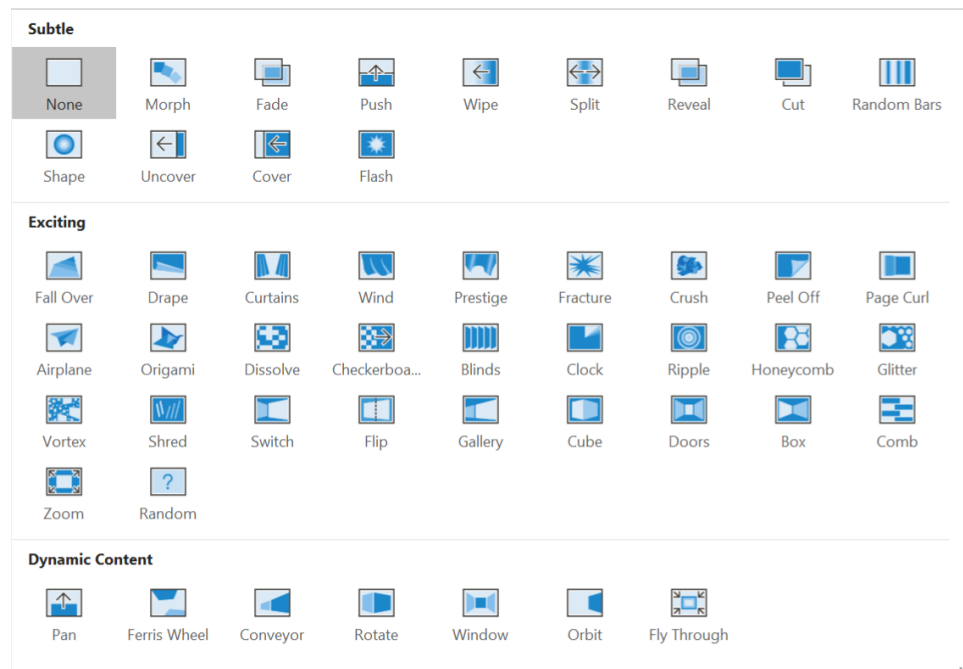 Subtle
None Morph Fade Push Wipe Split Reveal Cut Random Bars
Shape Uncover Cover Flash
Exciting
Fall Over Drape Curtains Wind Prestige Fracture Crush Peel Off Page Curl
Airplane Origami Dissolve Checkerboa... Blinds Clock Ripple Honeycomb Glitter
Vortex Shred Switch Flip Gallery Cube Doors Box Comb
?
Zoom Random
Dynamic Content
Pan Ferris Wheel Conveyor Rotate Window Orbit Fly Through